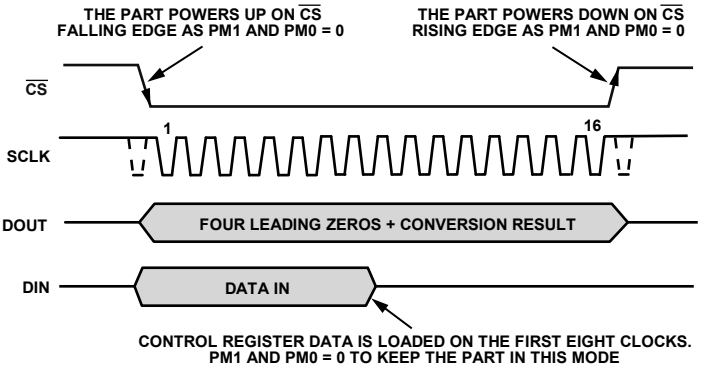 THE PART POWERS UP ON C̅S̅
FALLING EDGE AS PM1 AND PM0 = 0
THE PART POWERS DOWN ON C̅S̅
RISING EDGE AS PM1 AND PM0 = 0
C̅S̅
1
16
SCLK
DOUT
FOUR LEADING ZEROS + CONVERSION RESULT
DIN
DATA IN
CONTROL REGISTER DATA IS LOADED ON THE FIRST EIGHT CLOCKS.
PM1 AND PM0 = 0 TO KEEP THE PART IN THIS MODE